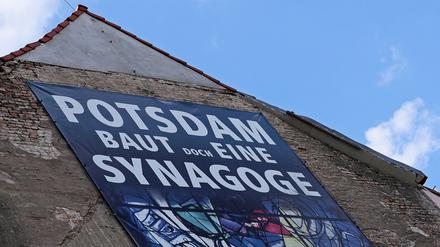 POTSDAM
BAUT DOCH EINE
SYNAGOGE